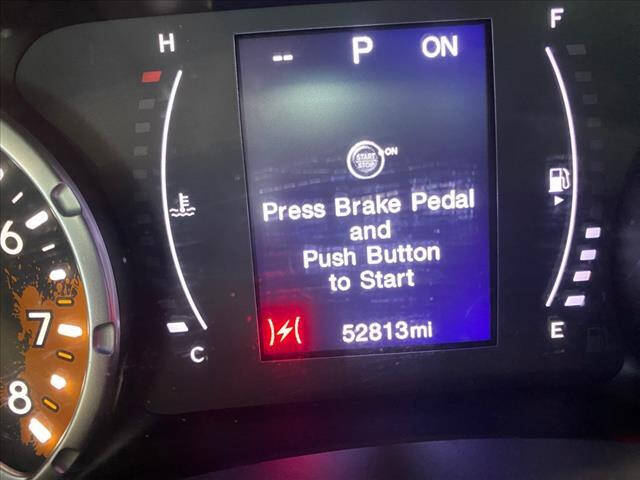 H
F
-- P ON
START
STOP
ON
Press Brake Pedal
and
Push Button
to Start
52813mi
C
E
6
7
8